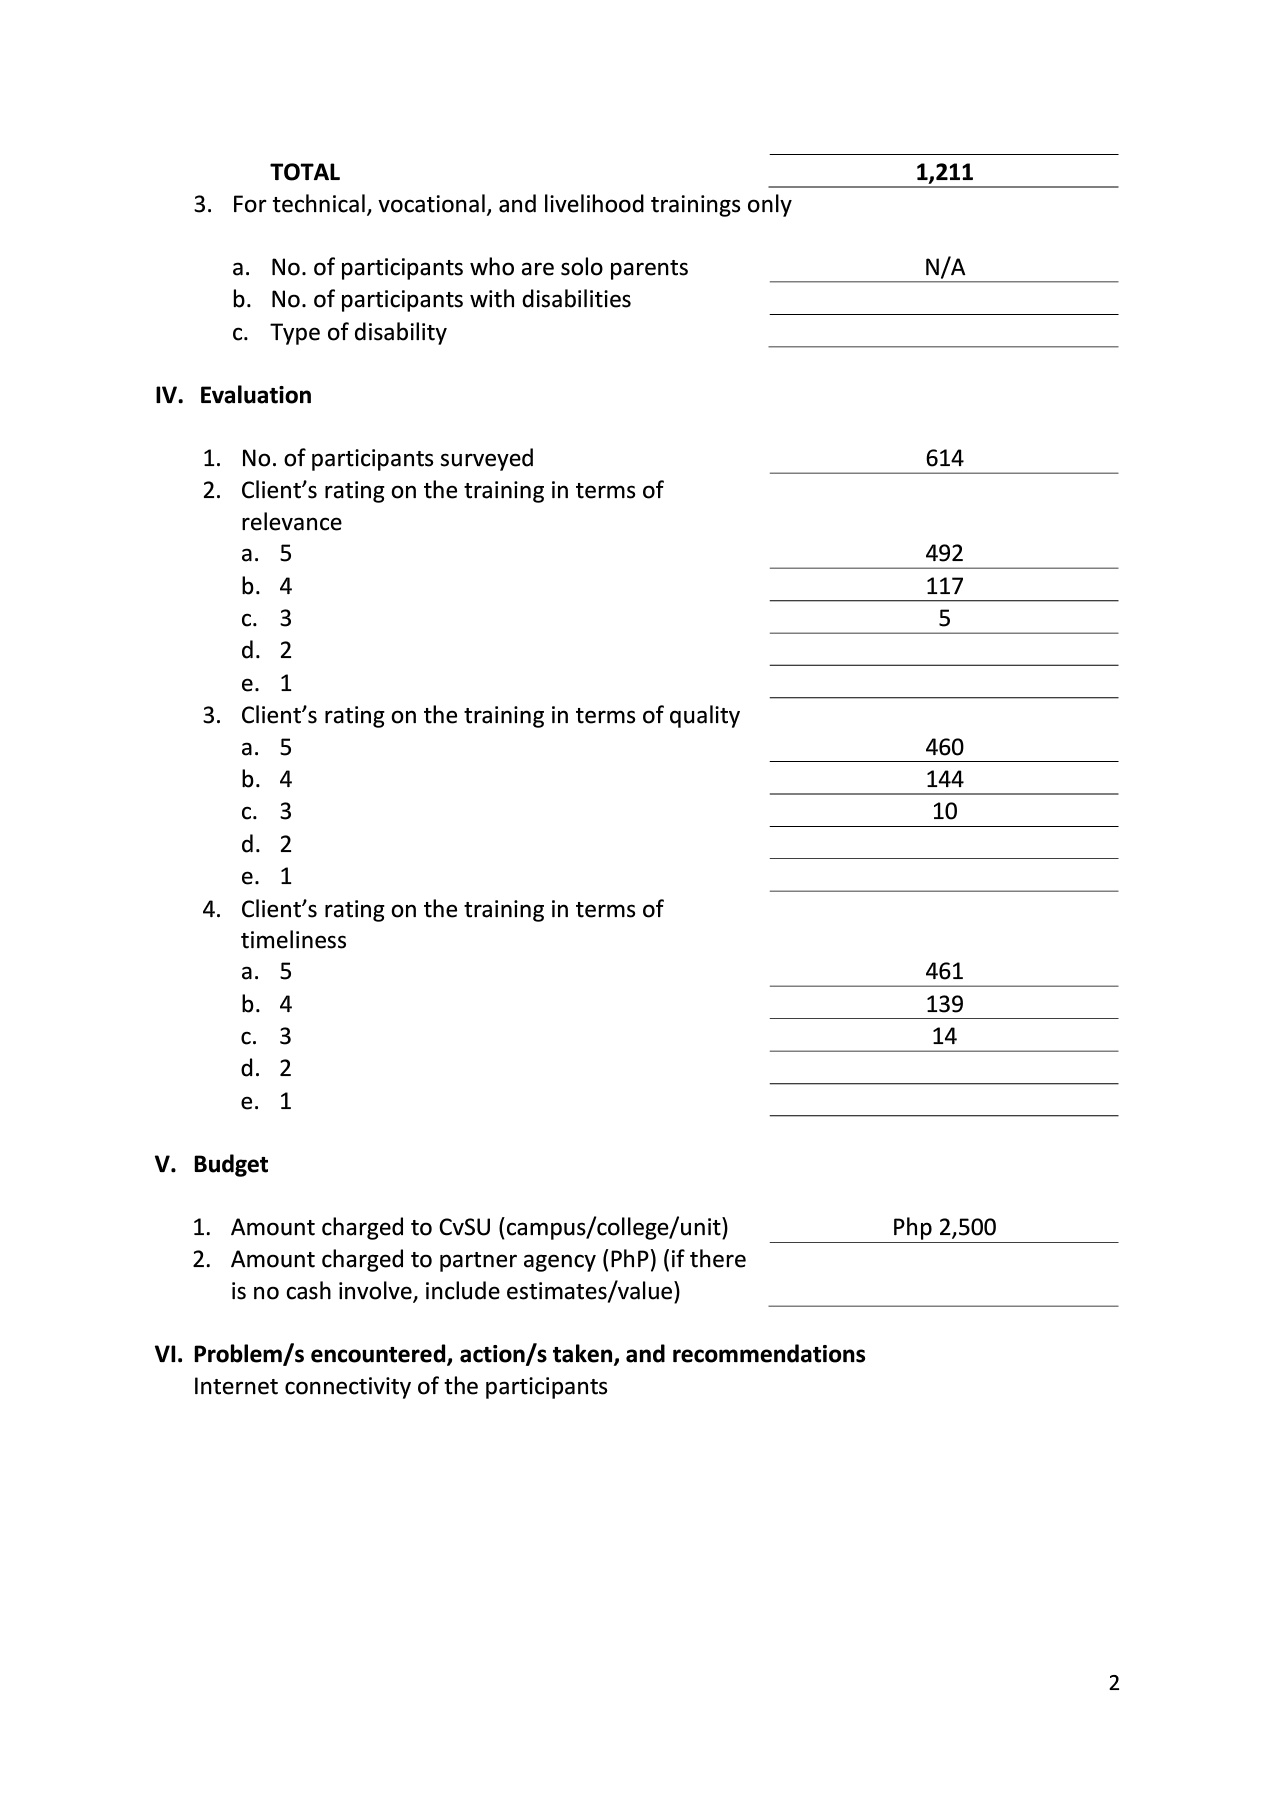 TOTAL 1,211
3. For technical, vocational, and livelihood trainings only
a. No. of participants who are solo parents N/A
b. No. of participants with disabilities
c. Type of disability
IV. Evaluation
1. No. of participants surveyed 614
2. Client’s rating on the training in terms of
relevance
a. 5 492
b. 4 117
c. 3 5
d. 2
e. 1
3. Client’s rating on the training in terms of quality
a. 5 460
b. 4 144
c. 3 10
d. 2
e. 1
4. Client’s rating on the training in terms of
timeliness
a. 5 461
b. 4 139
c. 3 14
d. 2
e. 1
V. Budget
1. Amount charged to CvSU (campus/college/unit) Php 2,500
2. Amount charged to partner agency (PhP) (if there
is no cash involve, include estimates/value)
VI. Problem/s encountered, action/s taken, and recommendations
Internet connectivity of the participants
2